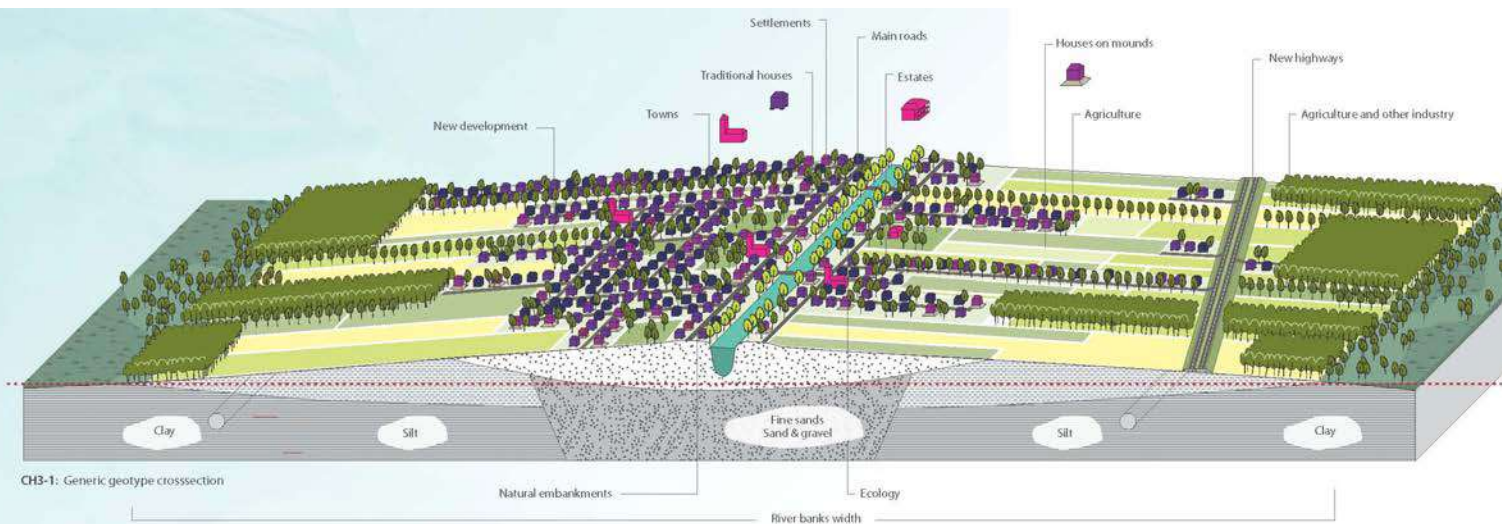 Settlements
Main roads
Houses on mounds
New highways
Traditional houses
Estates
Towns
Agriculture
Agriculture and other industry
New development
Fine sands
Sand & gravel
Clay
Silt
Silt
Clay
CH3-1: Generic geotype crosssection
Natural embankments
Ecology
River banks width